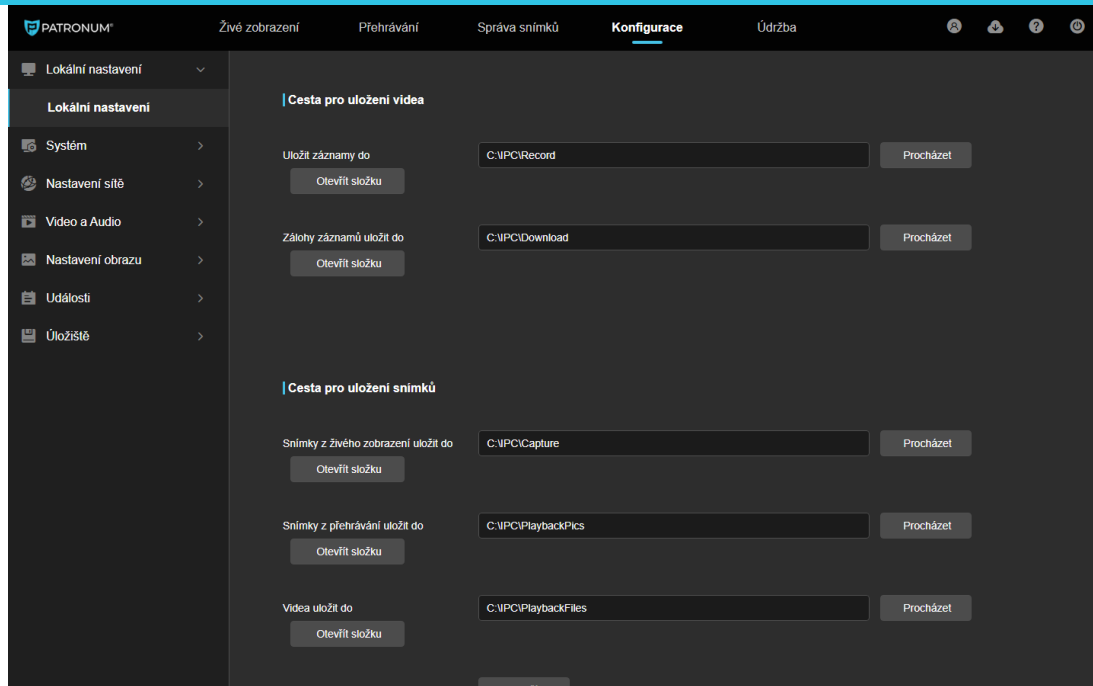 PATRONUM®
Živé zobrazení
Přehrávání
Správa snímků
Konfigurace
Údržba
Lokální nastavení
Lokální nastavení
Systém
Nastavení sítě
Video a Audio
Nastavení obrazu
Události
Úložiště
Cesta pro uložení videa
Uložit záznamy do
C:\IPC\Record
Procházet
Otevřít složku
Zálohy záznamů uložit do
C:\IPC\Download
Procházet
Otevřít složku
Cesta pro uložení snímků
Snímky z živého zobrazení uložit do
C:\IPC\Capture
Procházet
Otevřít složku
Snímky z přehrávání uložit do
C:\IPC\PlaybackPics
Procházet
Otevřít složku
Videa uložit do
C:\IPC\PlaybackFiles
Procházet
Otevřít složku